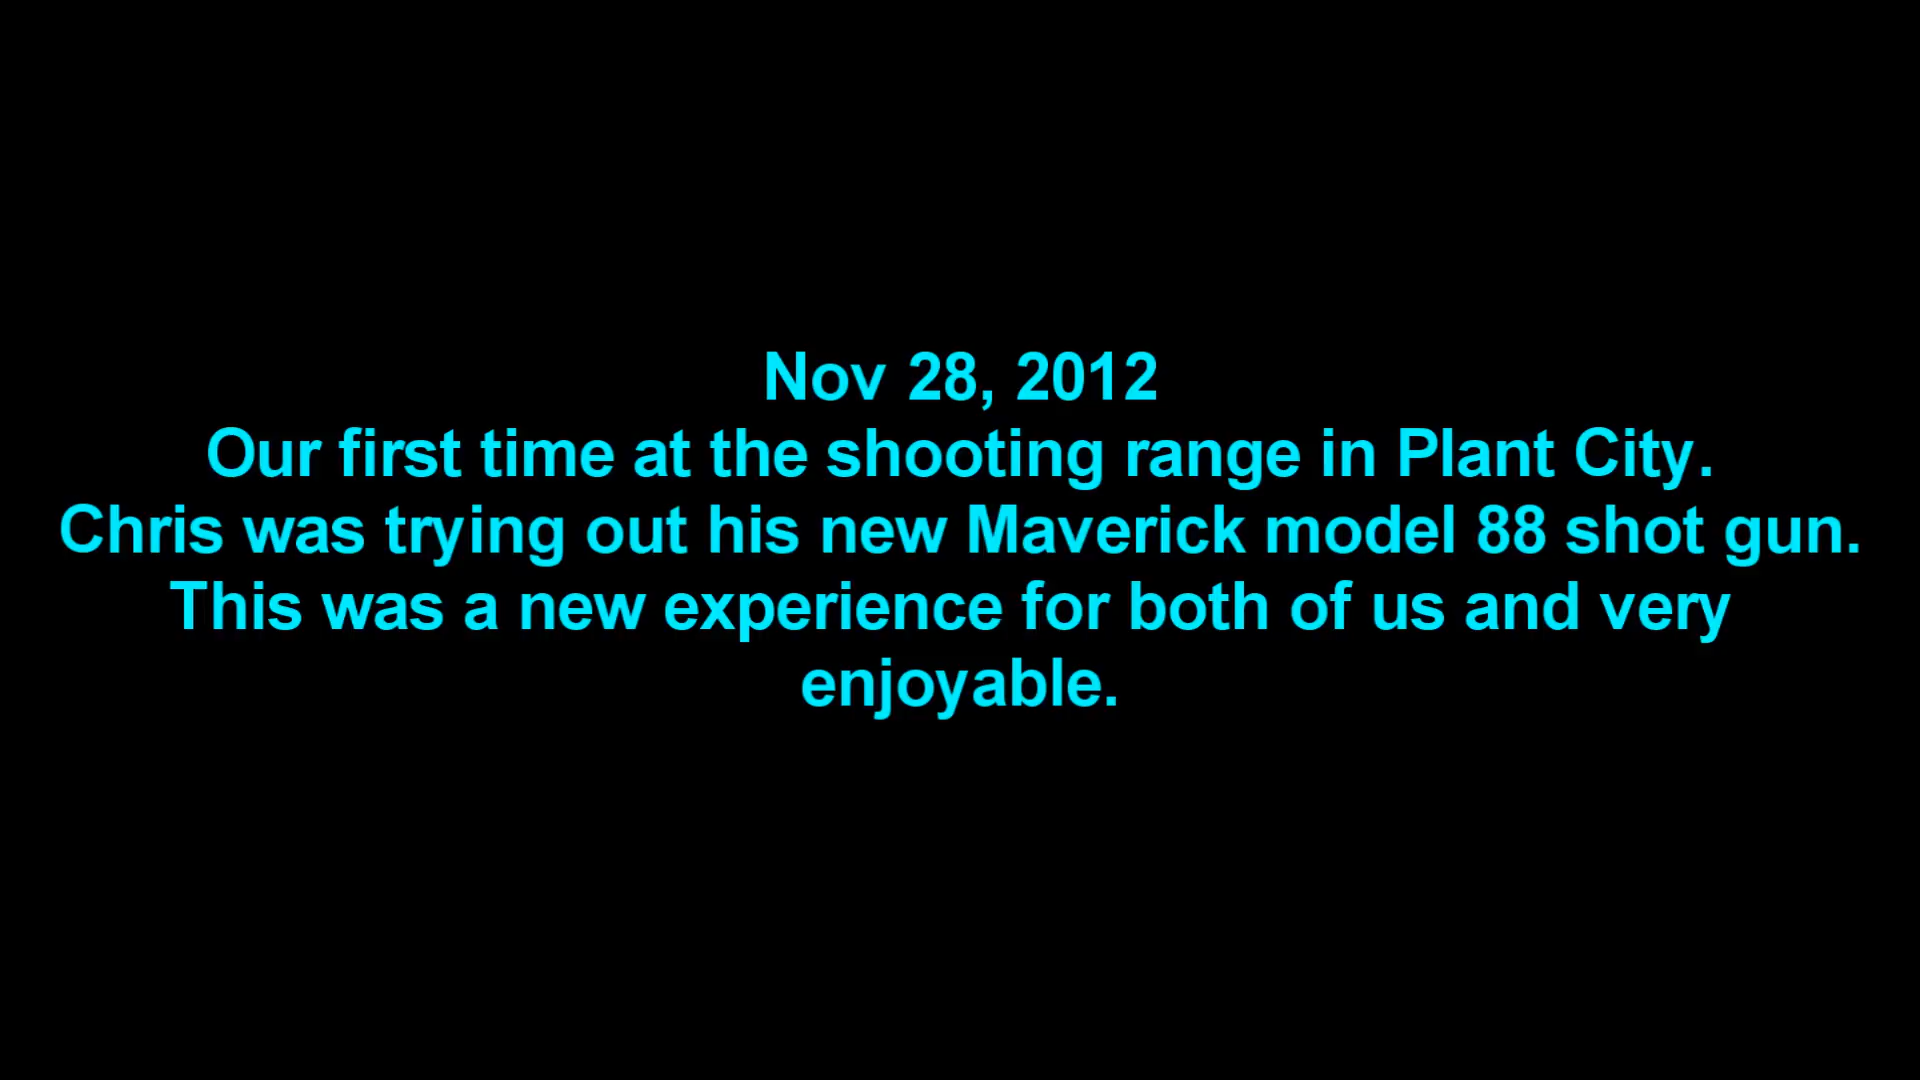 Nov 28, 2012
Our first time at the shooting range in Plant City.
Chris was trying out his new Maverick model 88 shot gun.
This was a new experience for both of us and very
enjoyable.